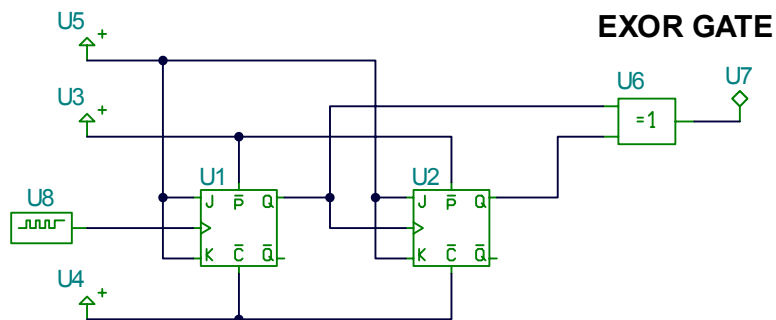 U5
+
EXOR GATE
U3
+
U6
U7
=1
U1
U2
U8
J P̅ Q
J P̅ Q
K C̅ Q̅
K C̅ Q̅
U4
+